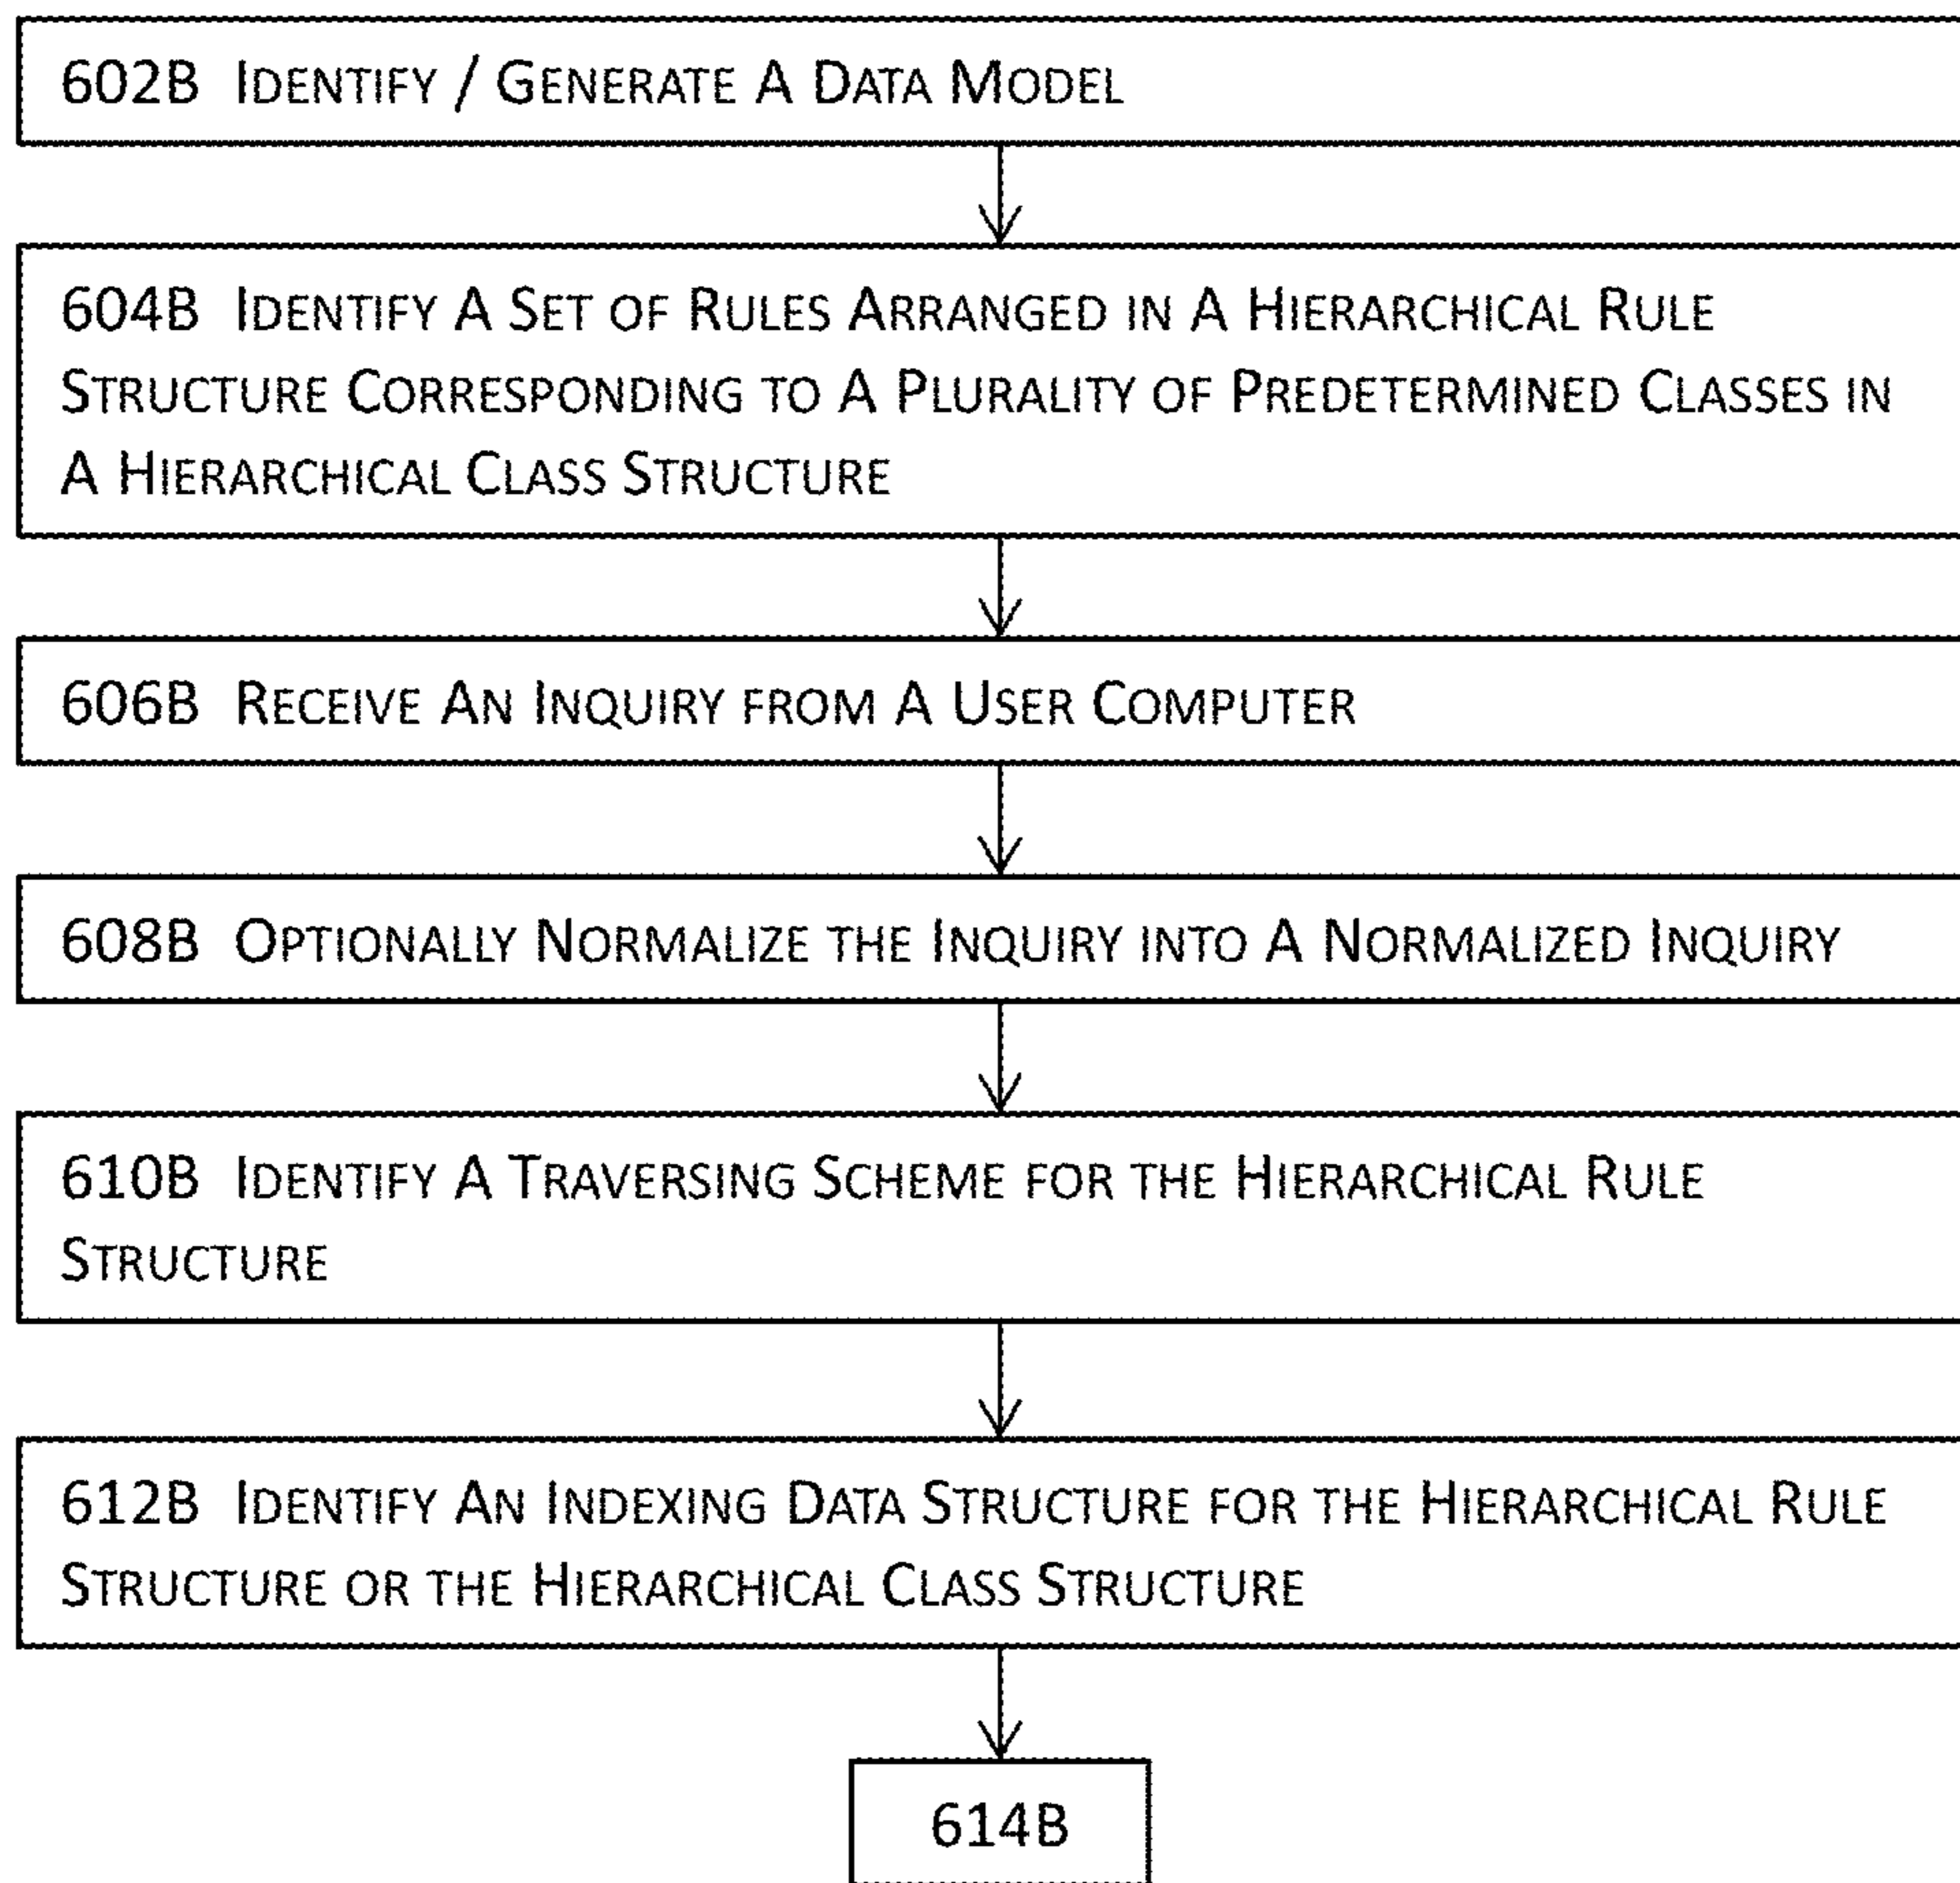 602B Identify / Generate A Data Model
604B Identify A Set of Rules Arranged in A Hierarchical Rule
Structure Corresponding to A Plurality of Predetermined Classes in
A Hierarchical Class Structure
606B Receive An Inquiry from A User Computer
608B Optionally Normalize the Inquiry into A Normalized Inquiry
610B Identify A Traversing Scheme for the Hierarchical Rule
Structure
612B Identify An Indexing Data Structure for the Hierarchical Rule
Structure or the Hierarchical Class Structure
614B